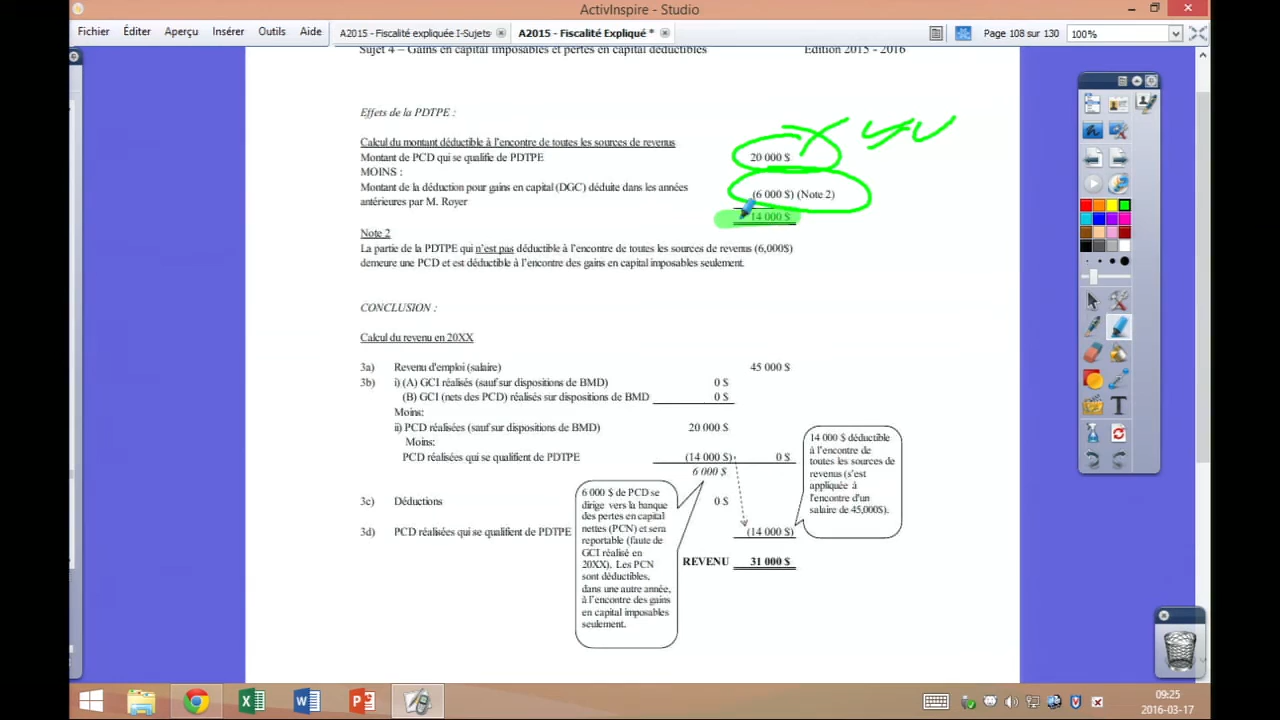 ActivInspire - Studio
Fichier Éditer Aperçu Insérer Outils Aide A2015 - Fiscalité expliquée I-Sujets A2015 - Fiscalité Expliqué * Page 108 sur 130 100%
Sujet 4 – Gains en capital imposables et pertes en capital déductibles Édition 2015 - 2016
Effets de la PDTPE :
Calcul du montant déductible à l'encontre de toutes les sources de revenus
Montant de PCD qui se qualifie de PDTPE 20 000 $
MOINS :
Montant de la déduction pour gains en capital (DGC) déduite dans les années
antérieures par M. Royer (6 000 $) (Note 2)
14 000 $
Note 2
La partie de la PDTPE qui n'est pas déductible à l'encontre de toutes les sources de revenus (6,000$)
demeure une PCD et est déductible à l'encontre des gains en capital imposables seulement.
CONCLUSION :
Calcul du revenu en 20XX
3a) Revenu d'emploi (salaire) 45 000 $
3b) i) (A) GCI réalisés (sauf sur dispositions de BMD) 0 $
(B) GCI (nets des PCD) réalisés sur dispositions de BMD 0 $
Moins:
ii) PCD réalisées (sauf sur dispositions de BMD) 20 000 $
Moins:
PCD réalisées qui se qualifient de PDTPE (14 000 $) 0 $
6 000 $
3c) Déductions 0 $
3d) PCD réalisées qui se qualifient de PDTPE (14 000 $)
REVENU 31 000 $
6 000 $ de PCD se
dirige vers la banque
des pertes en capital
nettes (PCN) et sera
reportable (faute de
GCI réalisé en
20XX). Les PCN
sont déductibles,
dans une autre année,
à l'encontre des gains
en capital imposables
seulement.
14 000 $ déductible
à l'encontre de
toutes les sources de
revenus (s'est
appliquée à
l'encontre d'un
salaire de 45,000$).
09:25
2016-03-17